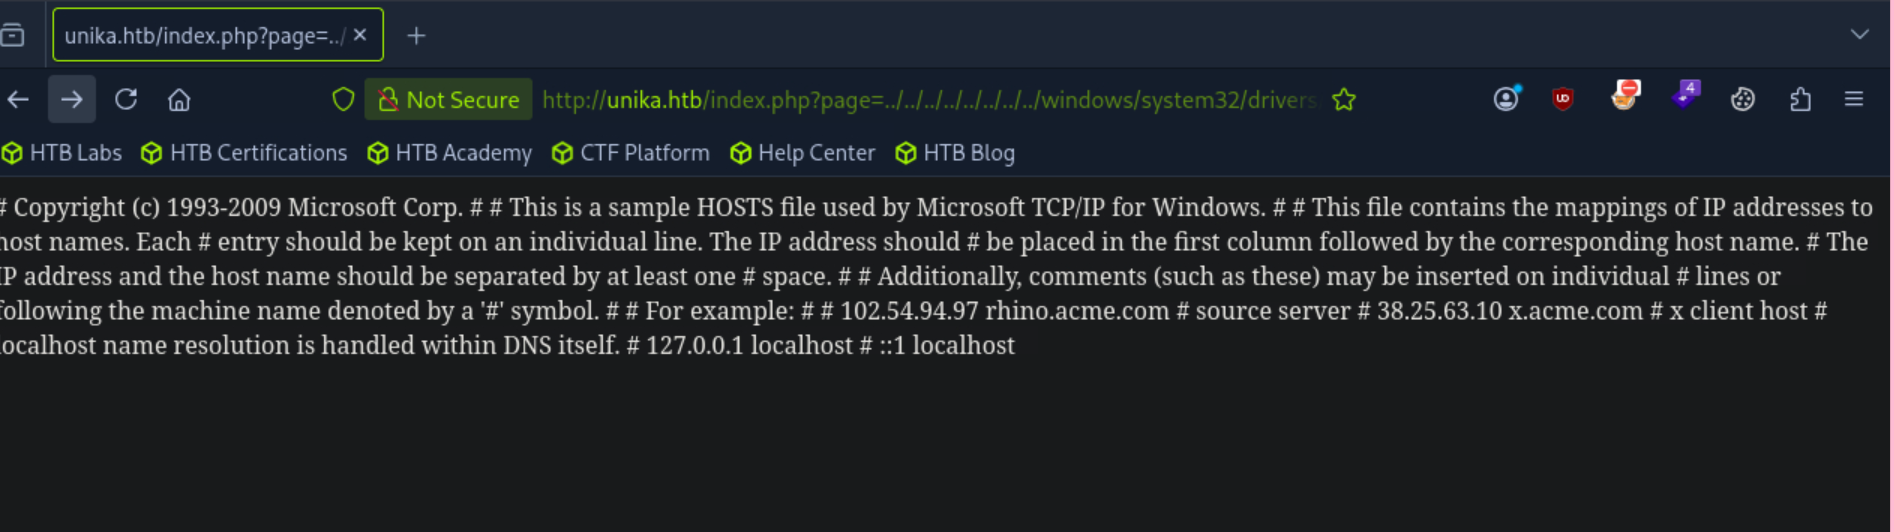 unika.htb/index.php?page=../
Not Secure http://unika.htb/index.php?page=../../../../../../../../windows/system32/drivers
4
HTB Labs HTB Certifications HTB Academy CTF Platform Help Center HTB Blog
# Copyright (c) 1993-2009 Microsoft Corp. # # This is a sample HOSTS file used by Microsoft TCP/IP for Windows. # # This file contains the mappings of IP addresses to
host names. Each # entry should be kept on an individual line. The IP address should # be placed in the first column followed by the corresponding host name. # The
IP address and the host name should be separated by at least one # space. # # Additionally, comments (such as these) may be inserted on individual # lines or
following the machine name denoted by a '#' symbol. # # For example: # # 102.54.94.97 rhino.acme.com # source server # 38.25.63.10 x.acme.com # x client host #
localhost name resolution is handled within DNS itself. # 127.0.0.1 localhost # ::1 localhost